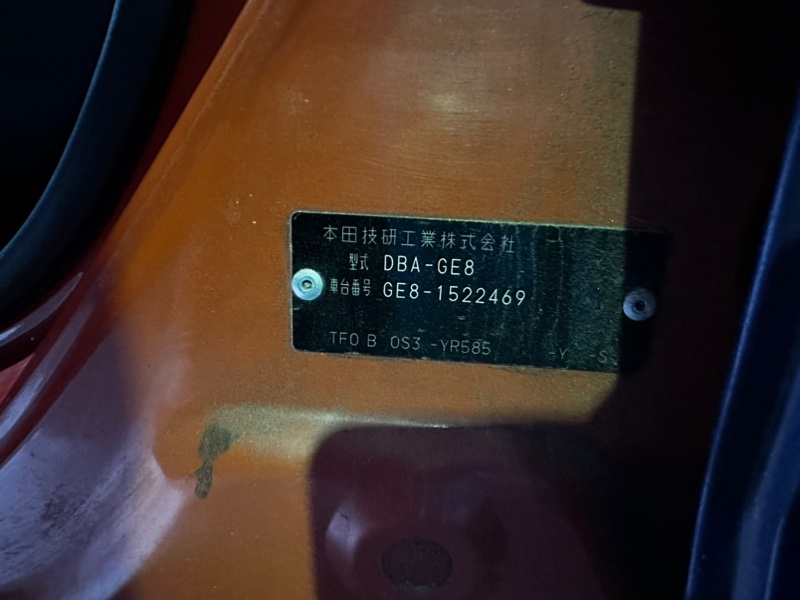 本田技研工業株式会社
型式 DBA-GE8
車台番号 GE8-1522469
TF0 B 0S3 -YR585 -Y -S